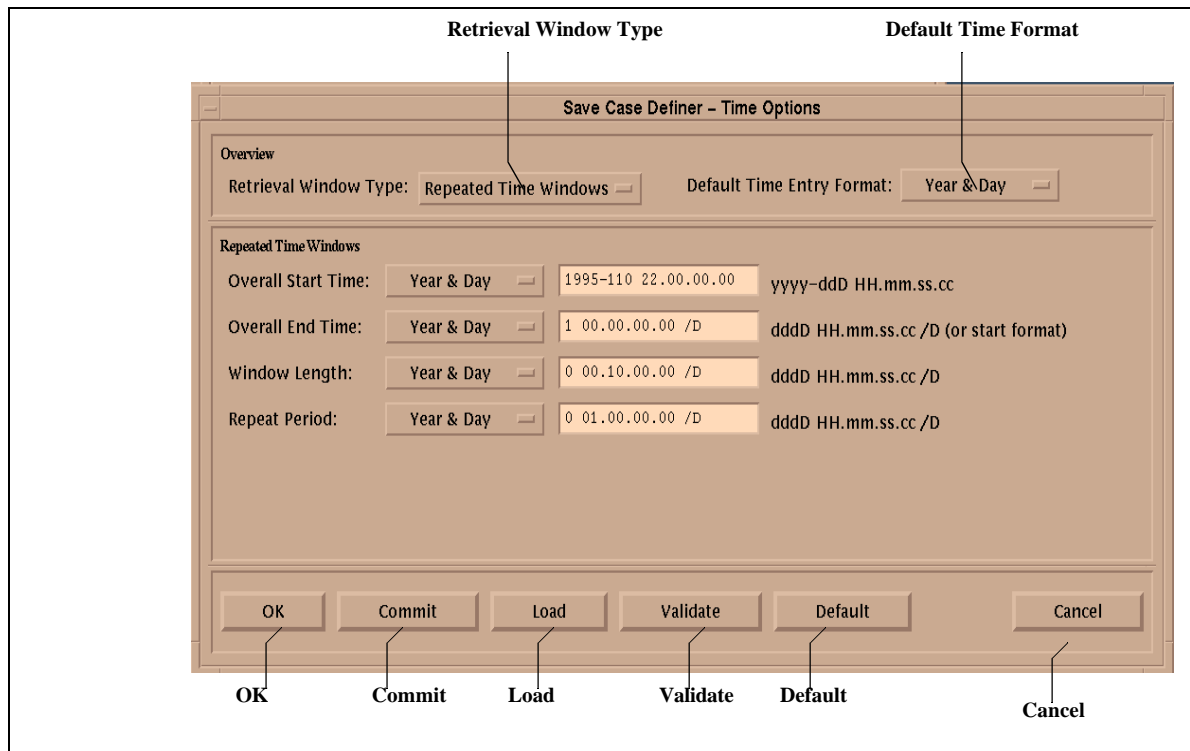 Retrieval Window Type Default Time Format
Save Case Definer – Time Options
Overview
Retrieval Window Type: Repeated Time Windows Default Time Entry Format: Year & Day
Repeated Time Windows
Overall Start Time: Year & Day 1995-110 22.00.00.00 yyyy-ddD HH.mm.ss.cc
Overall End Time: Year & Day 1 00.00.00.00 /D dddD HH.mm.ss.cc /D (or start format)
Window Length: Year & Day 0 00.10.00.00 /D dddD HH.mm.ss.cc /D
Repeat Period: Year & Day 0 01.00.00.00 /D dddD HH.mm.ss.cc /D
OK Commit Load Validate Default Cancel
OK Commit Load Validate Default
Cancel